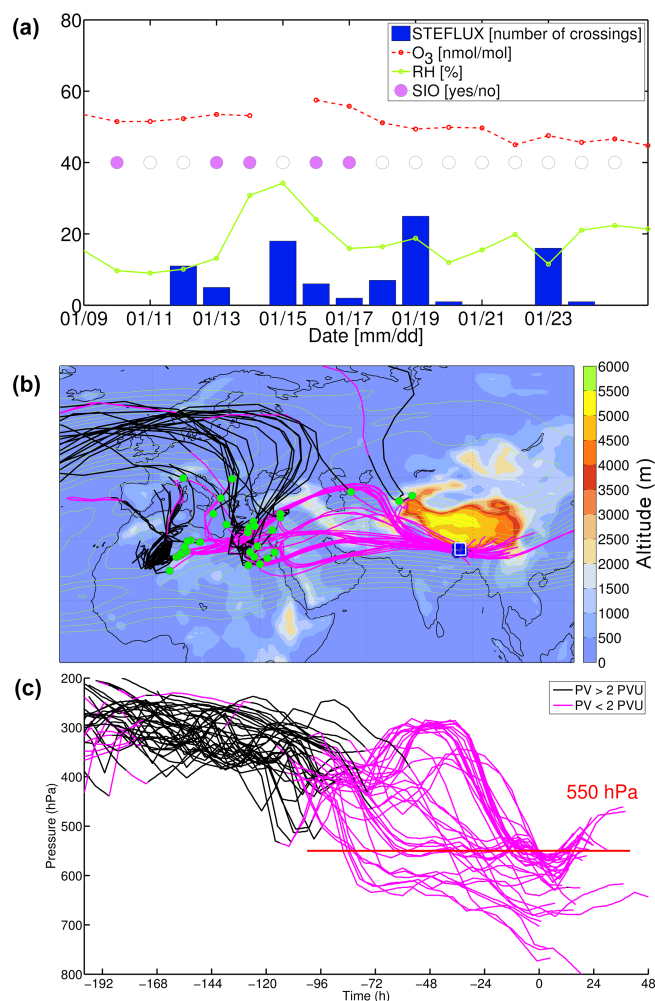 (a)
STEFLUX [number of crossings]
O3 [nmol/mol]
RH [%]
SIO [yes/no]
80
60
40
20
0
01/09 01/11 01/13 01/15 01/17 01/19 01/21 01/23
Date [mm/dd]
(b)
6000
5500
5000
4500
4000
3500
3000
2500
2000
1500
1000
500
0
Altitude (m)
(c)
PV > 2 PVU
PV < 2 PVU
200
300
400
500
600
700
800
Pressure (hPa)
550 hPa
−192 −168 −144 −120 −96 −72 −48 −24 0 24 48
Time (h)